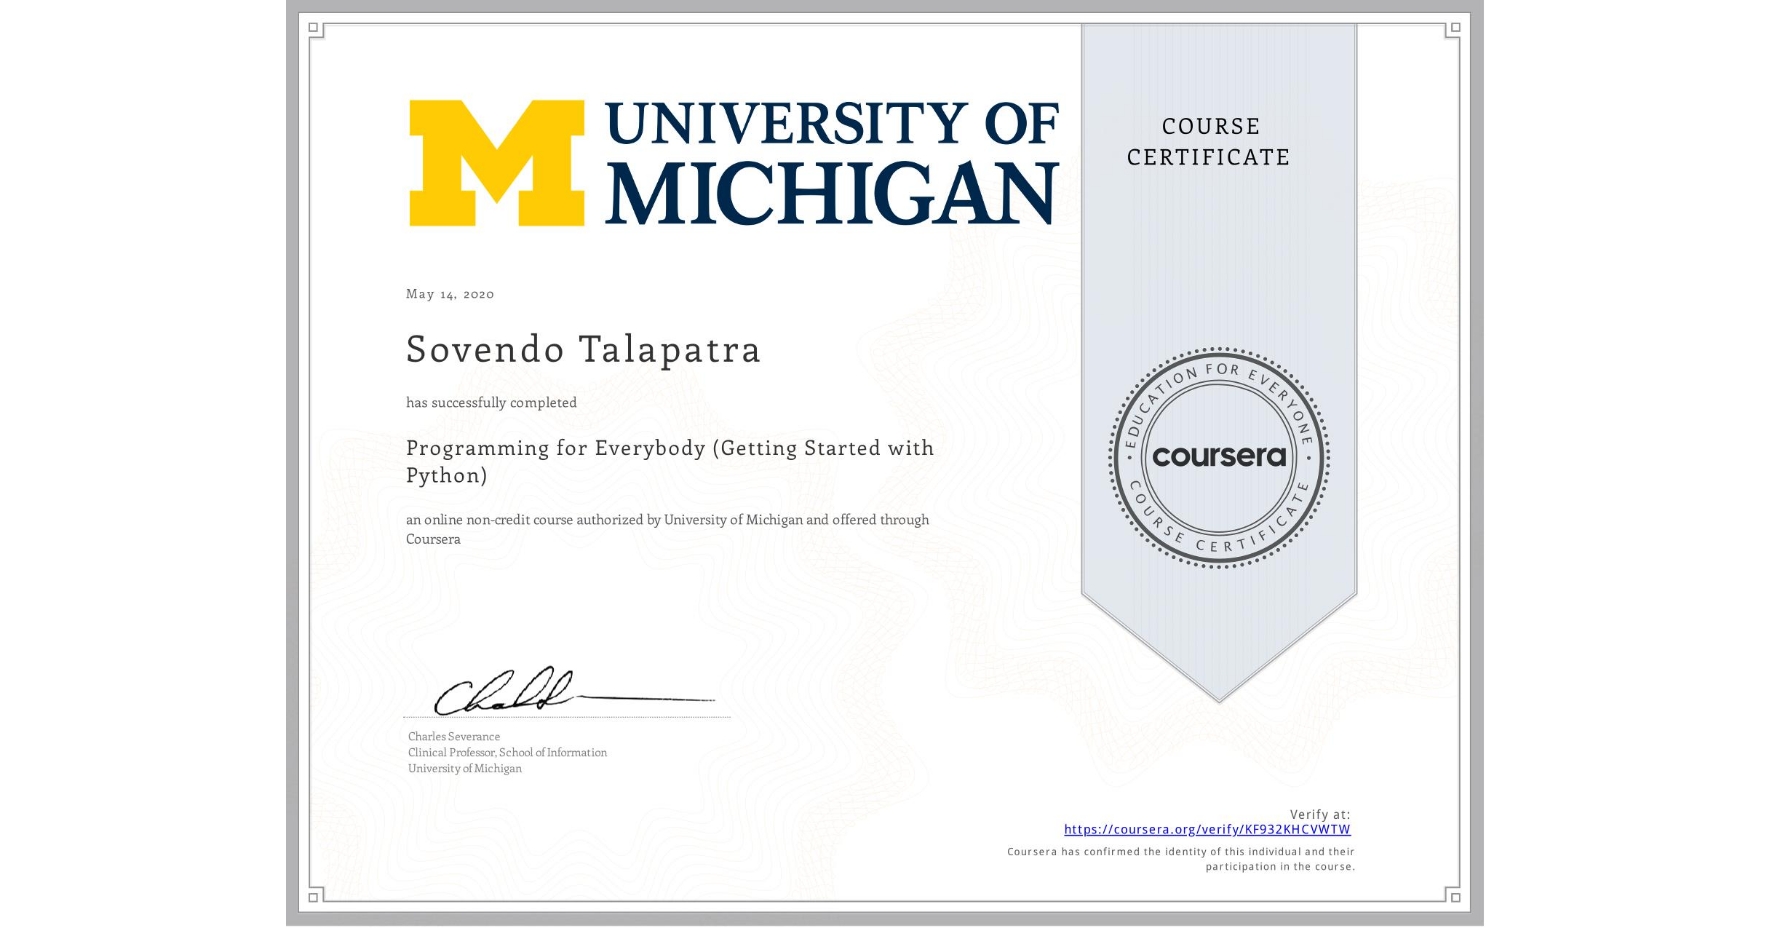 UNIVERSITY OF
MICHIGAN
COURSE
CERTIFICATE
May 14, 2020
Sovendo Talapatra
has successfully completed
Programming for Everybody (Getting Started with
Python)
an online non-credit course authorized by University of Michigan and offered through
Coursera
EDUCATION FOR EVERYONE
coursera
COURSE CERTIFICATE
Charles Severance
Clinical Professor, School of Information
University of Michigan
Verify at:
https://coursera.org/verify/KF932KHCVWTW
Coursera has confirmed the identity of this individual and their
participation in the course.